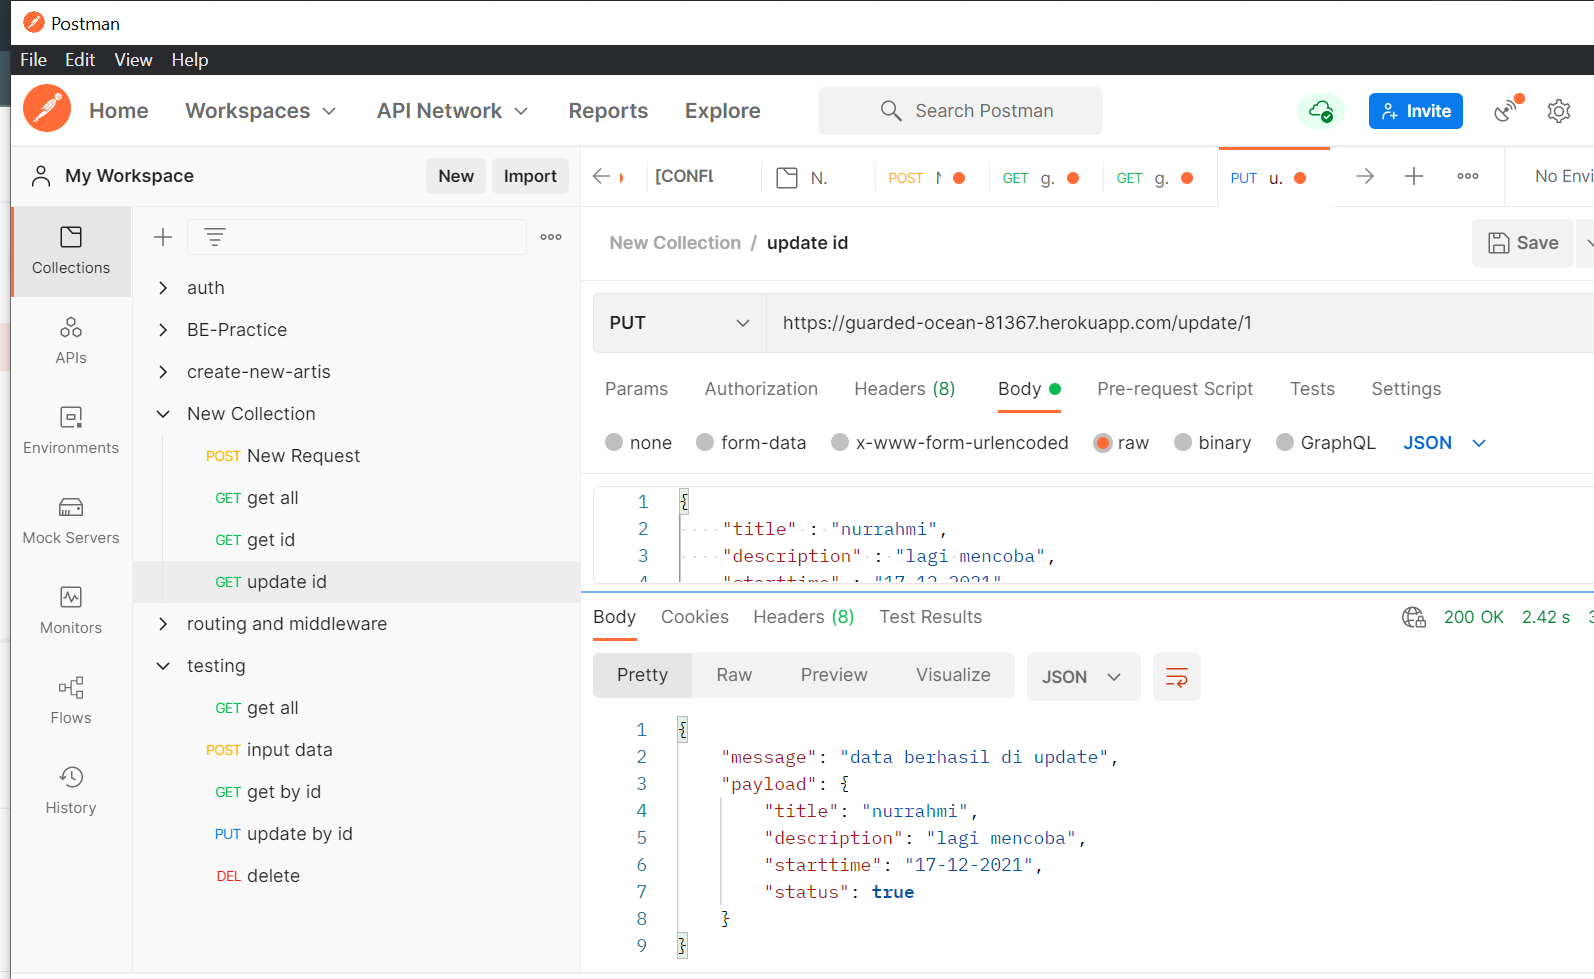 Postman
File Edit View Help
Home Workspaces API Network Reports Explore Search Postman Invite
My Workspace New Import
[CONFL N. POST GET g. GET g. PUT u. No Envi
Collections
APIs
Environments
Mock Servers
Monitors
Flows
History
auth
BE-Practice
create-new-artis
New Collection
POST New Request
GET get all
GET get id
GET update id
routing and middleware
testing
GET get all
POST input data
GET get by id
PUT update by id
DEL delete
New Collection / update id Save
PUT https://guarded-ocean-81367.herokuapp.com/update/1
Params Authorization Headers (8) Body Pre-request Script Tests Settings
none form-data x-www-form-urlencoded raw binary GraphQL JSON
1 {
2 "title" : "nurrahmi",
3 "description" : "lagi mencoba",
4 "starttime" : "17-12-2021"
Body Cookies Headers (8) Test Results 200 OK 2.42 s
Pretty Raw Preview Visualize JSON
1 {
2 "message": "data berhasil di update",
3 "payload": {
4 "title": "nurrahmi",
5 "description": "lagi mencoba",
6 "starttime": "17-12-2021",
7 "status": true
8 }
9 }